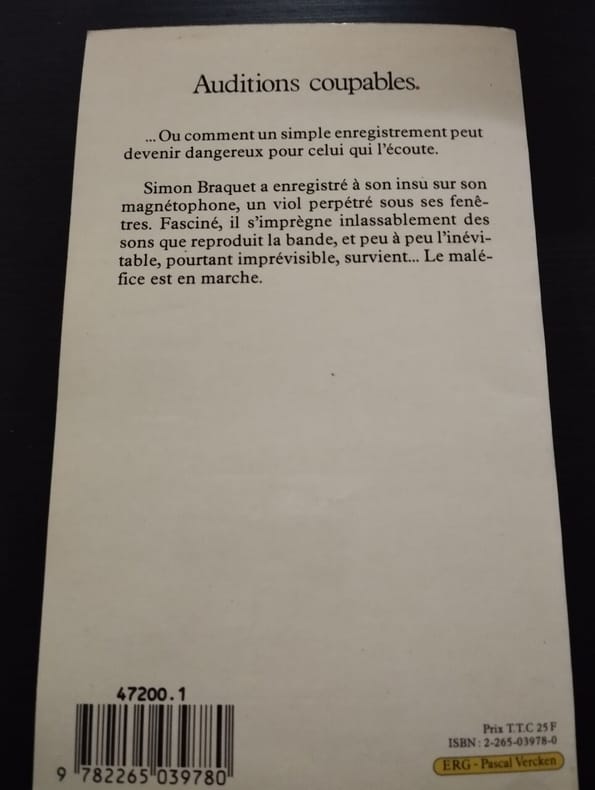 Auditions coupables.
... Ou comment un simple enregistrement peut
devenir dangereux pour celui qui l'écoute.
Simon Braquet a enregistré à son insu sur son
magnétophone, un viol perpétré sous ses fenê-
tres. Fasciné, il s'imprègne inlassablement des
sons que reproduit la bande, et peu à peu l'inévi-
table, pourtant imprévisible, survient... Le malé-
fice est en marche.
47200.1
9 782265 039780
Prix T.T.C 25 F
ISBN : 2-265-03978-0
ERG - Pascal Vercken